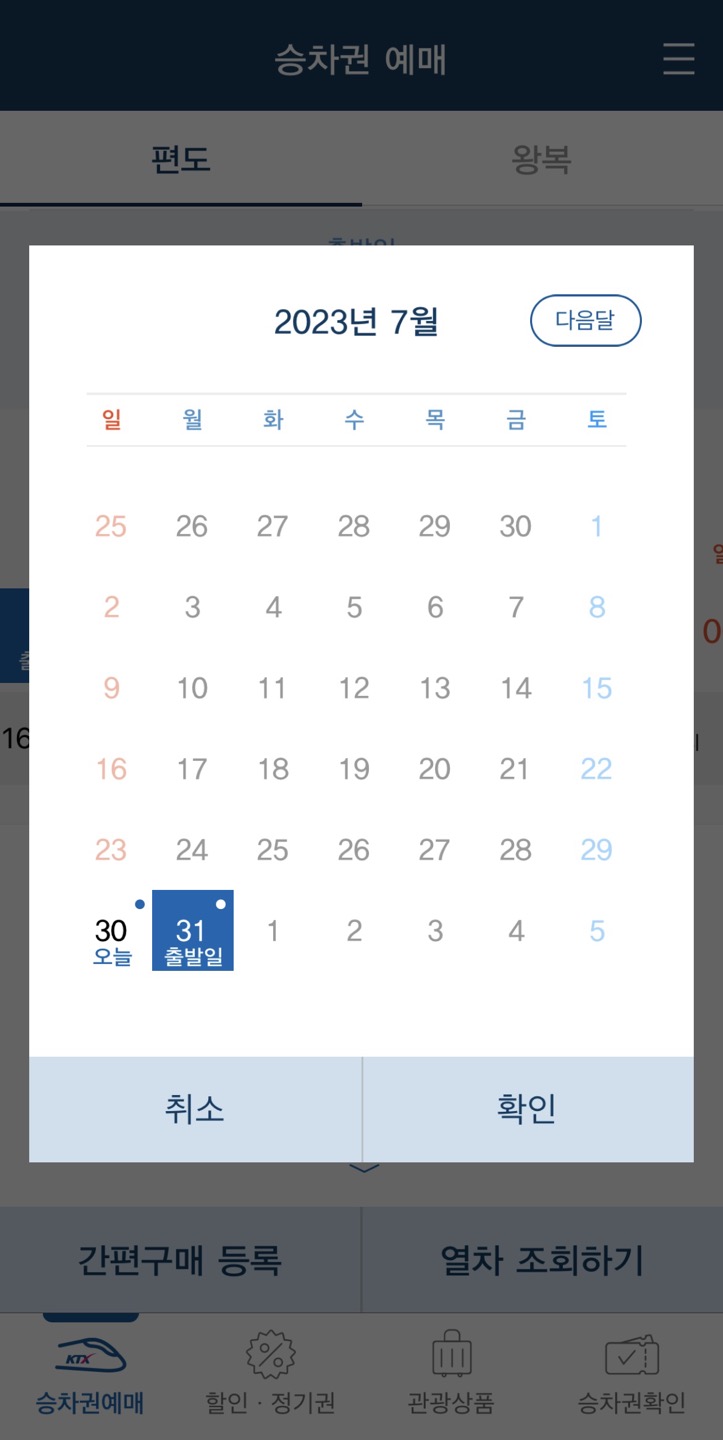 승차권 예매
편도 왕복
출발일
2023년 7월 다음달
일 월 화 수 목 금 토
25 26 27 28 29 30 1
2 3 4 5 6 7 8
9 10 11 12 13 14 15
16 17 18 19 20 21 22
23 24 25 26 27 28 29
30 31 1 2 3 4 5
오늘 출발일
16
취소 확인
간편구매 등록 열차 조회하기
KTX
승차권예매 할인 · 정기권 관광상품 승차권확인